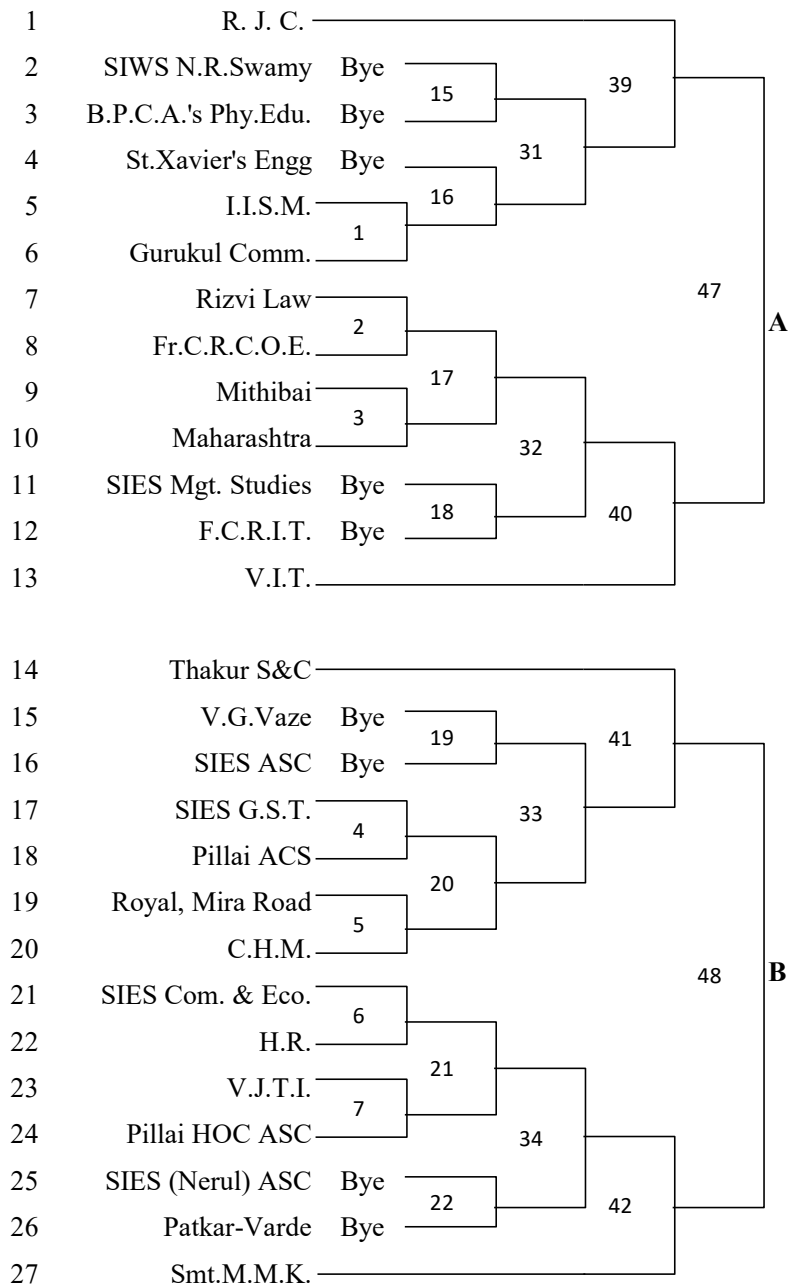 1 R. J. C.
2 SIWS N.R.Swamy Bye
15
39
3 B.P.C.A.'s Phy.Edu. Bye
31
4 St.Xavier's Engg Bye
16
5 I.I.S.M.
1
6 Gurukul Comm.
47
7 Rizvi Law
2
A
8 Fr.C.R.C.O.E.
17
9 Mithibai
3
10 Maharashtra
32
11 SIES Mgt. Studies Bye
18
40
12 F.C.R.I.T. Bye
13 V.I.T.
14 Thakur S&C
15 V.G.Vaze Bye
19
41
16 SIES ASC Bye
17 SIES G.S.T.
4
33
18 Pillai ACS
20
19 Royal, Mira Road
5
20 C.H.M.
48
B
21 SIES Com. & Eco.
6
22 H.R.
21
23 V.J.T.I.
7
24 Pillai HOC ASC
34
25 SIES (Nerul) ASC Bye
22
42
26 Patkar-Varde Bye
27 Smt.M.M.K.